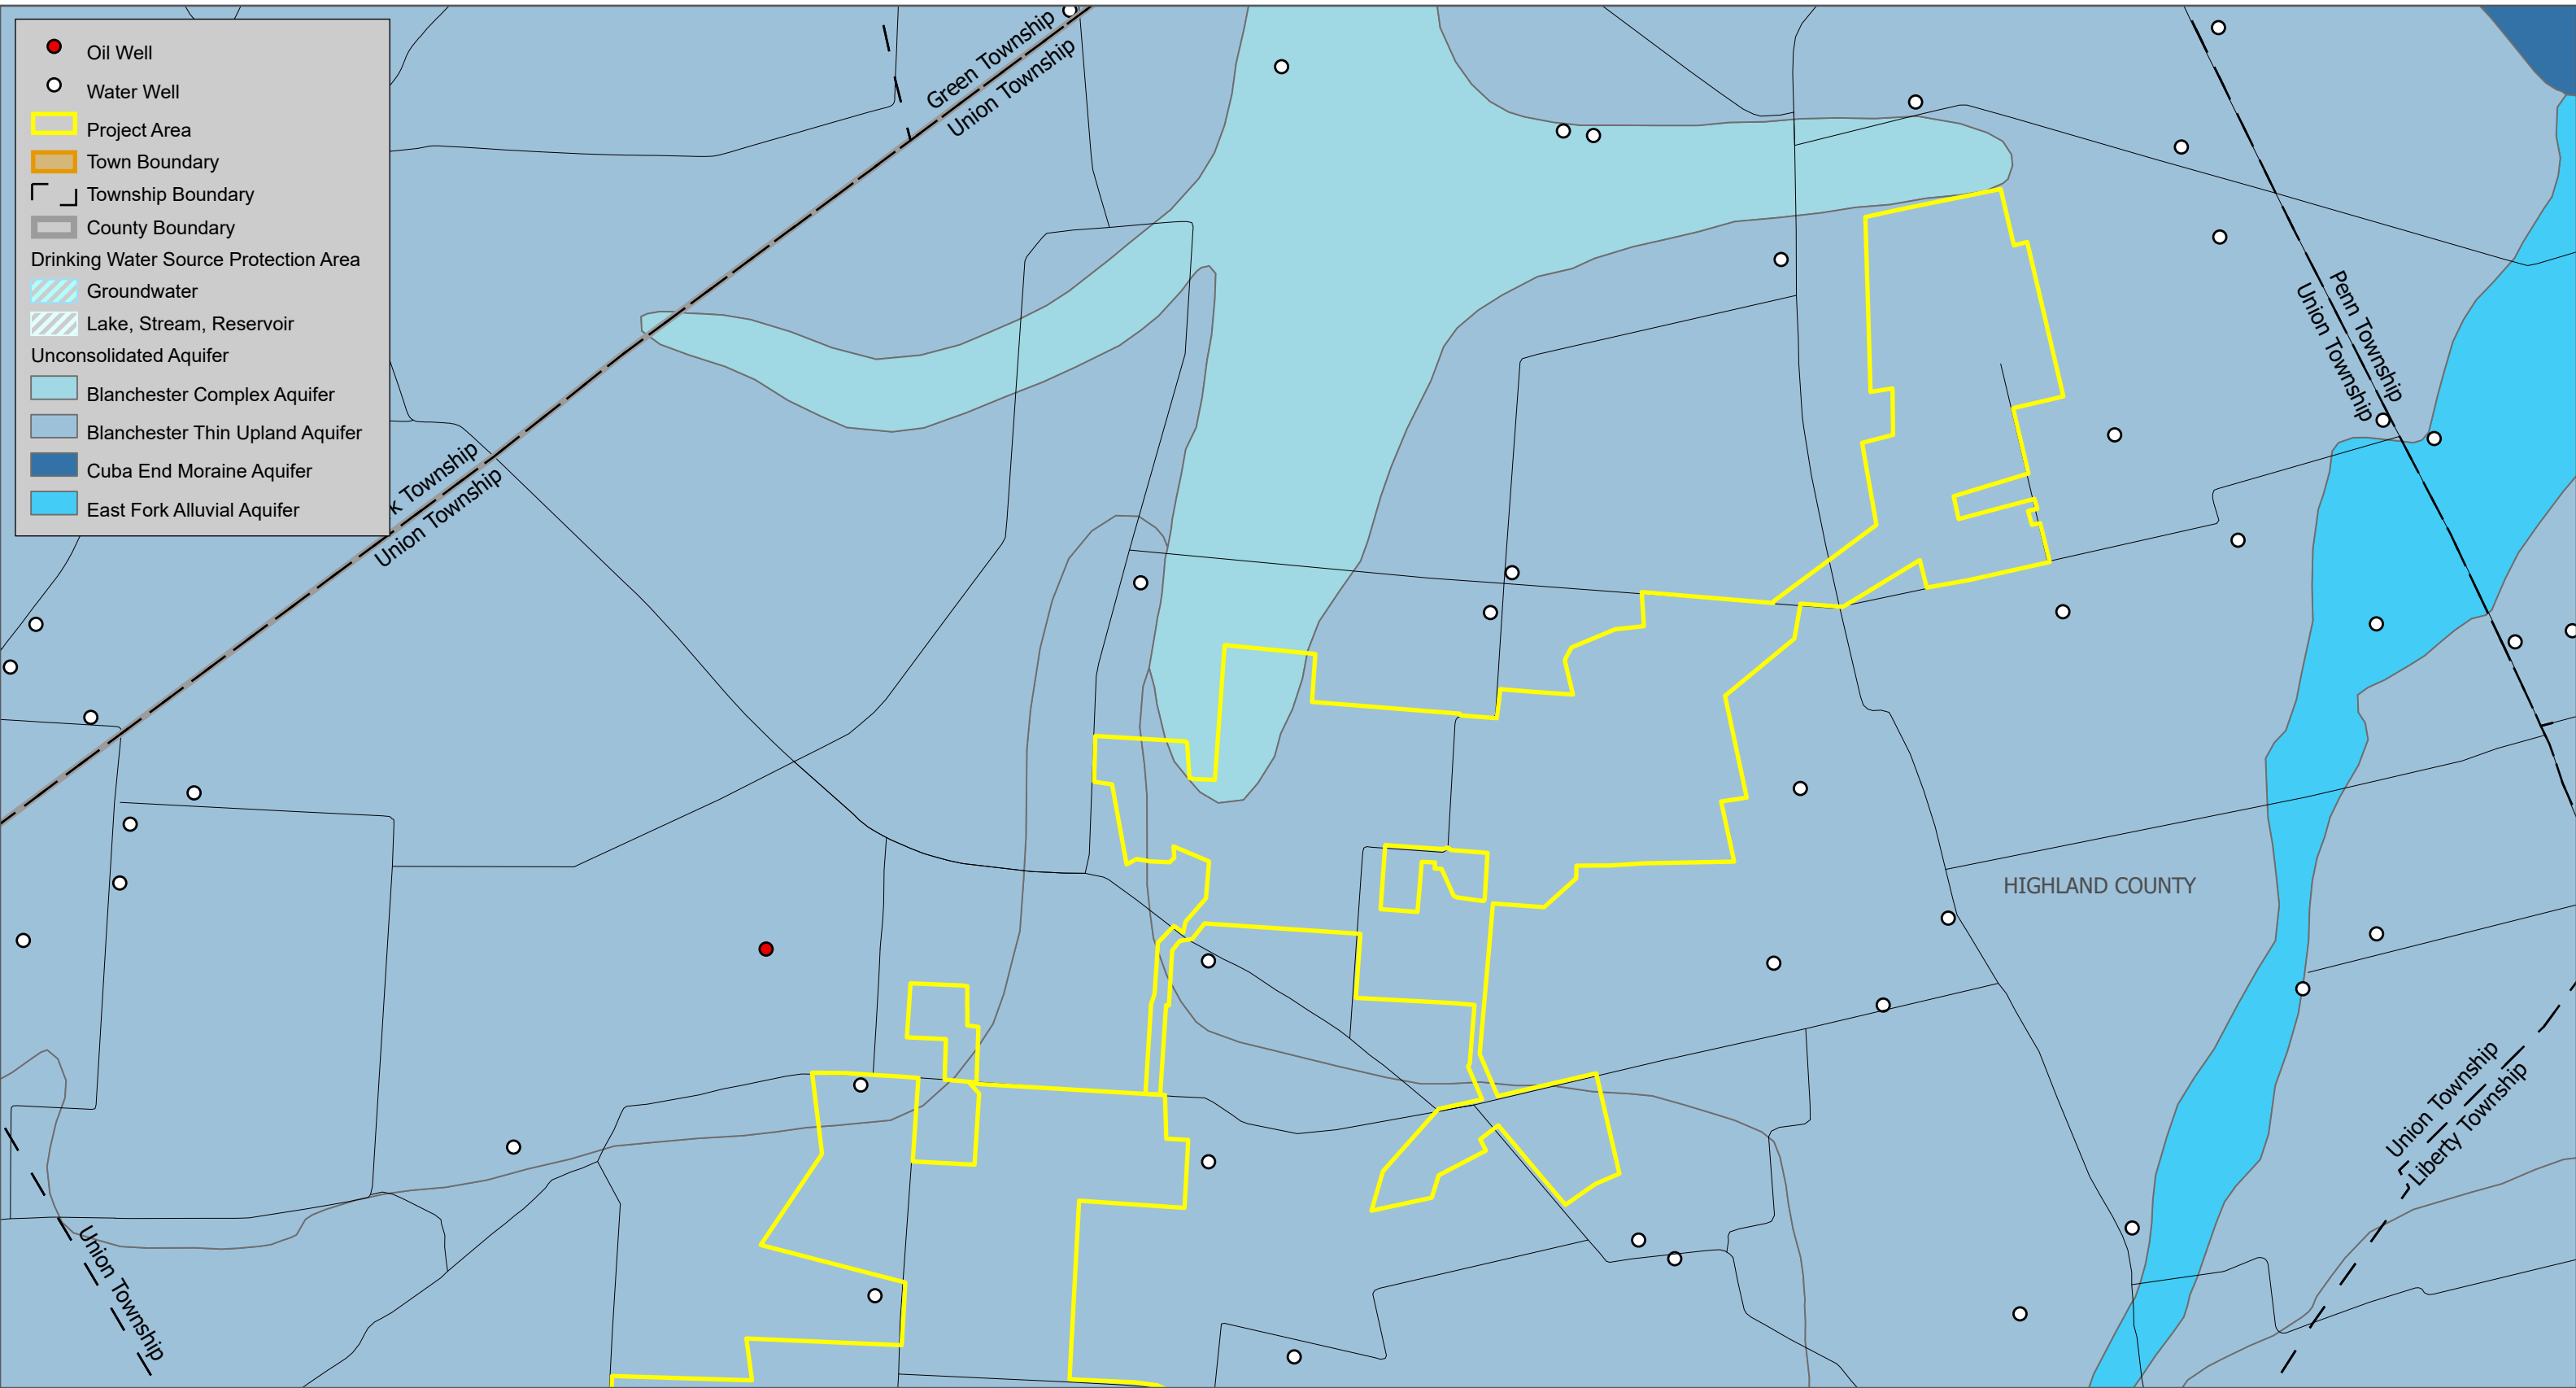 Oil Well
Water Well
Project Area
Town Boundary
Township Boundary
County Boundary
Drinking Water Source Protection Area
Groundwater
Lake, Stream, Reservoir
Unconsolidated Aquifer
Blanchester Complex Aquifer
Blanchester Thin Upland Aquifer
Cuba End Moraine Aquifer
East Fork Alluvial Aquifer
Green Township
Union Township
k Township
Union Township
Penn Township
Union Township
HIGHLAND COUNTY
Union Township
Liberty Township
Union Township